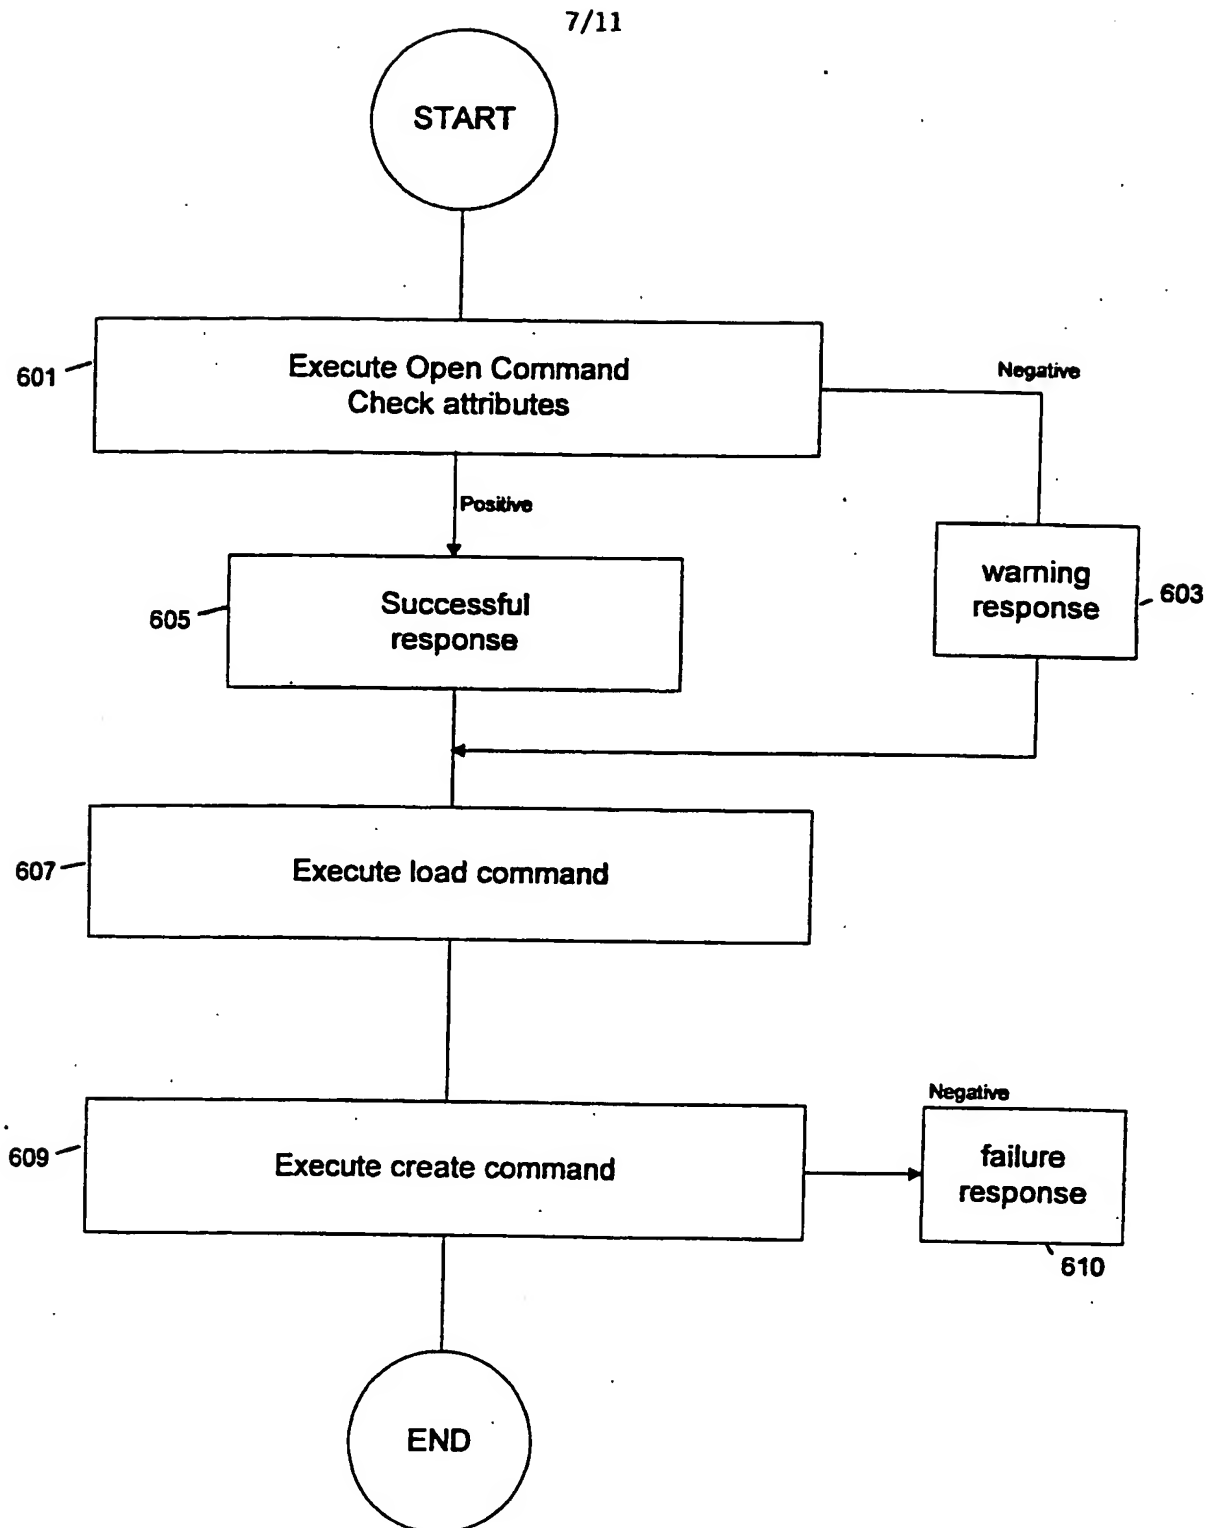 7/11
START
601
Execute Open Command
Check attributes
Negative
Positive
605
Successful
response
warning
response
603
607
Execute load command
609
Execute create command
Negative
failure
response
610
END